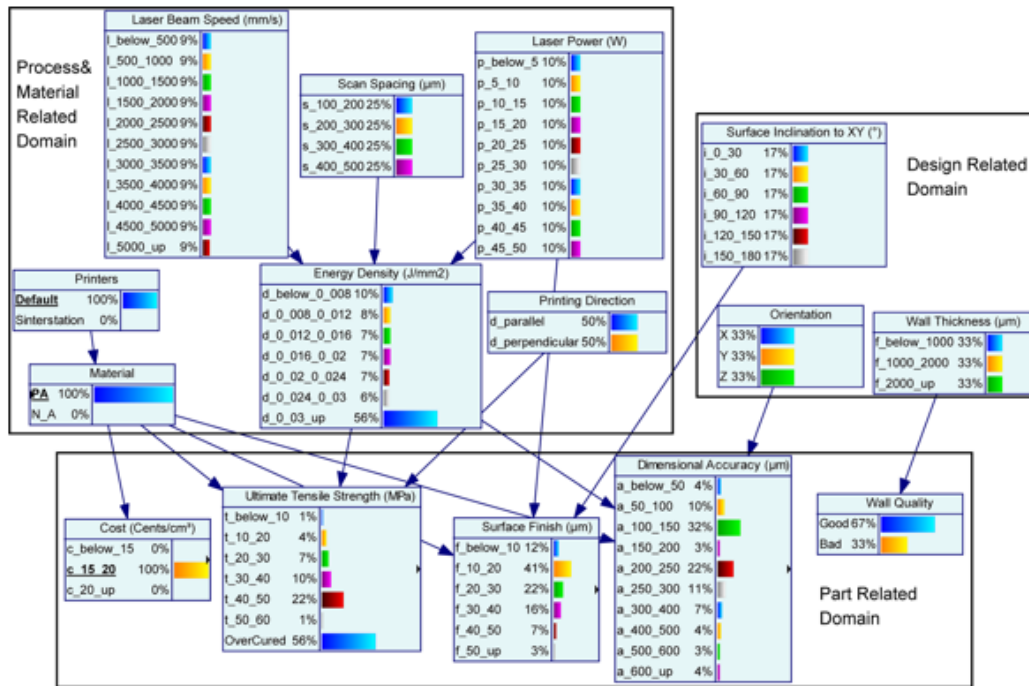 Process&
Material
Related
Domain
Laser Beam Speed (mm/s)
l_below_500 9%
l_500_1000 9%
l_1000_1500 9%
l_1500_2000 9%
l_2000_2500 9%
l_2500_3000 9%
l_3000_3500 9%
l_3500_4000 9%
l_4000_4500 9%
l_4500_5000 9%
l_5000_up 9%
Scan Spacing (µm)
s_100_200 25%
s_200_300 25%
s_300_400 25%
s_400_500 25%
Laser Power (W)
p_below_5 10%
p_5_10 10%
p_10_15 10%
p_15_20 10%
p_20_25 10%
p_25_30 10%
p_30_35 10%
p_35_40 10%
p_40_45 10%
p_45_50 10%
Surface Inclination to XY (°)
i_0_30 17%
i_30_60 17%
i_60_90 17%
i_90_120 17%
i_120_150 17%
i_150_180 17%
Design Related
Domain
Printers
Default 100%
Sinterstation 0%
Energy Density (J/mm2)
d_below_0_008 10%
d_0_008_0_012 8%
d_0_012_0_016 7%
d_0_016_0_02 7%
d_0_02_0_024 7%
d_0_024_0_03 6%
d_0_03_up 56%
Printing Direction
d_parallel 50%
d_perpendicular 50%
Orientation
X 33%
Y 33%
Z 33%
Wall Thickness (µm)
f_below_1000 33%
f_1000_2000 33%
f_2000_up 33%
Material
PA 100%
N_A 0%
Cost (Cents/cm³)
c_below_15 0%
c_15_20 100%
c_20_up 0%
Ultimate Tensile Strength (MPa)
t_below_10 1%
t_10_20 4%
t_20_30 7%
t_30_40 10%
t_40_50 22%
t_50_60 1%
OverCured 56%
Surface Finish (µm)
f_below_10 12%
f_10_20 41%
f_20_30 22%
f_30_40 16%
f_40_50 7%
f_50_up 3%
Dimensional Accuracy (µm)
a_below_50 4%
a_50_100 10%
a_100_150 32%
a_150_200 3%
a_200_250 22%
a_250_300 11%
a_300_400 7%
a_400_500 4%
a_500_600 3%
a_600_up 4%
Wall Quality
Good 67%
Bad 33%
Part Related
Domain